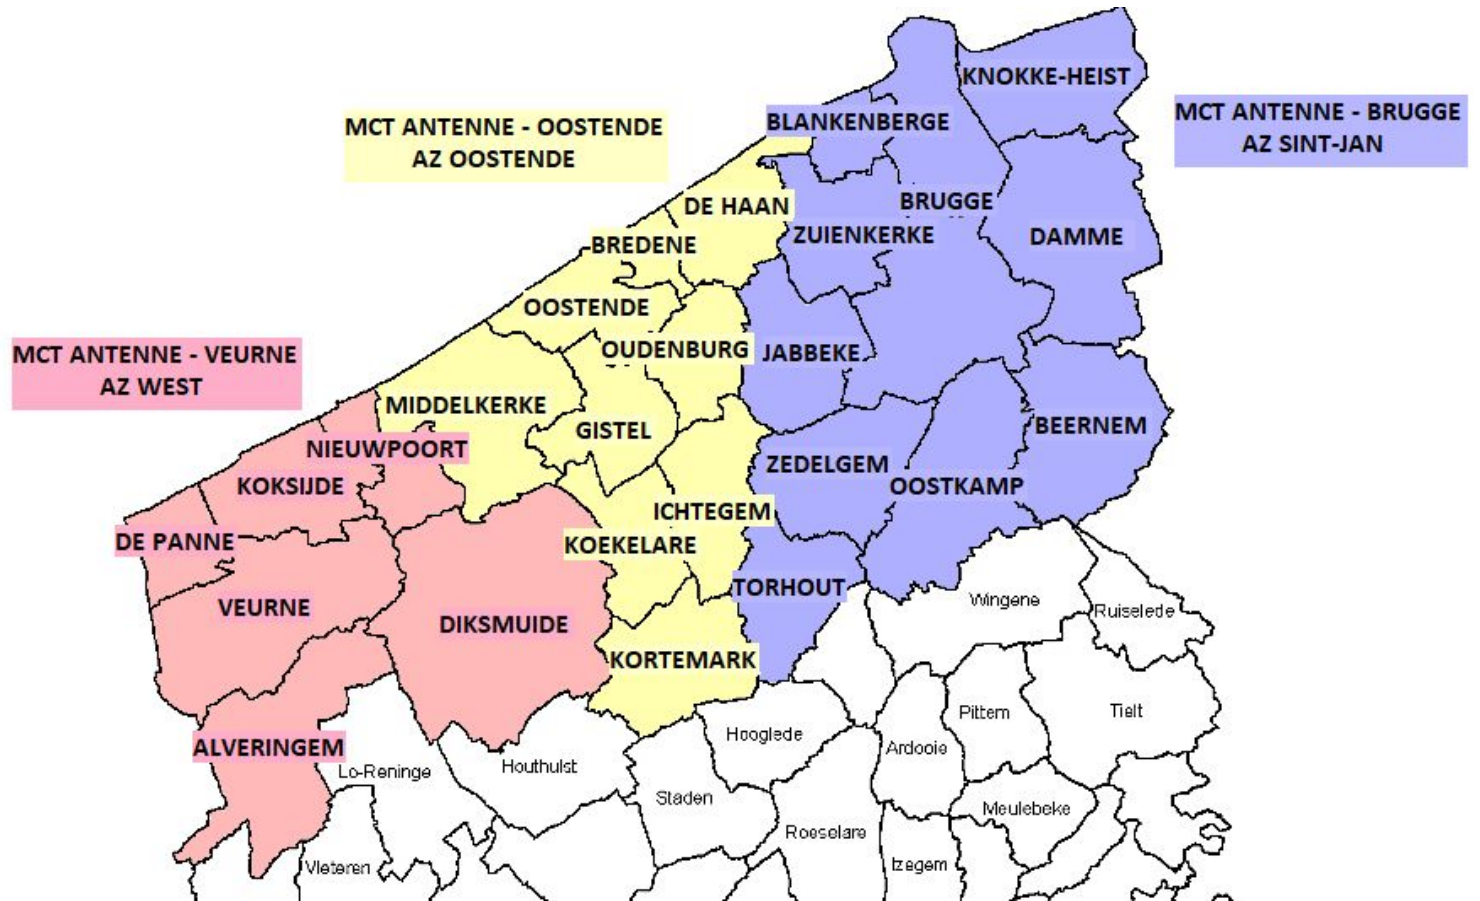 KNOKKE-HEIST
MCT ANTENNE - BRUGGE
AZ SINT-JAN
MCT ANTENNE - OOSTENDE
AZ OOSTENDE
BLANKENBERGE
DE HAAN
BRUGGE
ZUIENKERKE
DAMME
BREDENE
OOSTENDE
OUDENBURG
JABBEKE
MCT ANTENNE - VEURNE
AZ WEST
MIDDELKERKE
GISTEL
BEERNEM
NIEUWPOORT
ZEDELGEM
KOKSIJDE
OOSTKAMP
ICHTEGEM
DE PANNE
KOEKELARE
TORHOUT
VEURNE
DIKSMUIDE
Wingene
Ruiselede
KORTEMARK
Pittem
Tielt
Hooglede
Ardooie
ALVERINGEM
Lo-Reninge
Houthulst
Staden
Meulebeke
Roeselare
Izegem
Vleteren